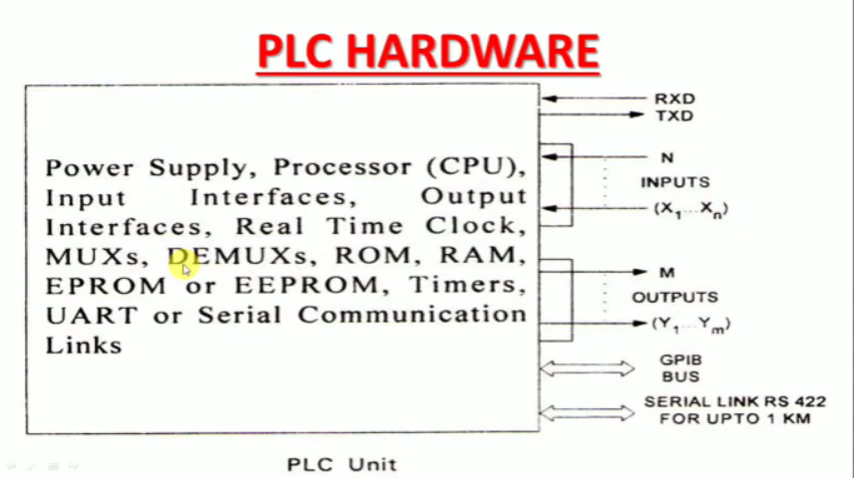 PLC HARDWARE
Power Supply, Processor (CPU),
Input Interfaces, Output
Interfaces, Real Time Clock,
MUXs, DEMUXs, ROM, RAM,
EPROM or EEPROM, Timers,
UART or Serial Communication
Links
RXD
TXD
N
INPUTS
(X₁...Xₙ)
M
OUTPUTS
(Y₁...Yₘ)
GPIB
BUS
SERIAL LINK RS 422
FOR UPTO 1 KM
PLC Unit